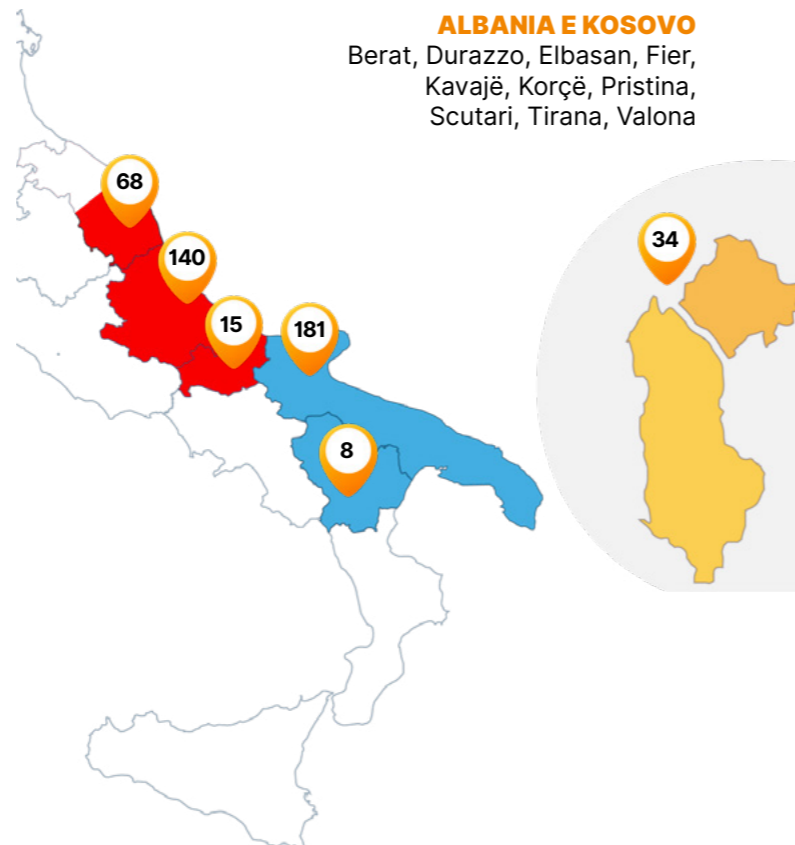 ALBANIA E KOSOVO
Berat, Durazzo, Elbasan, Fier,
Kavajë, Korçë, Pristina,
Scutari, Tirana, Valona
68
140
15
181
34
8